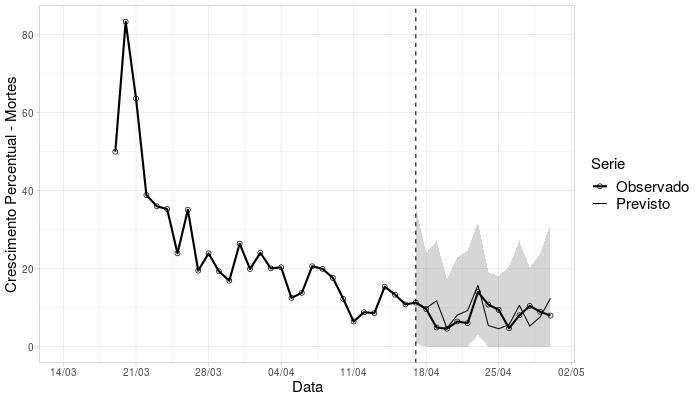 80
60
40
20
0
Crescimento Percentual - Mortes
14/03
21/03
28/03
04/04
11/04
18/04
25/04
02/05
Data
Serie
Observado
Previsto